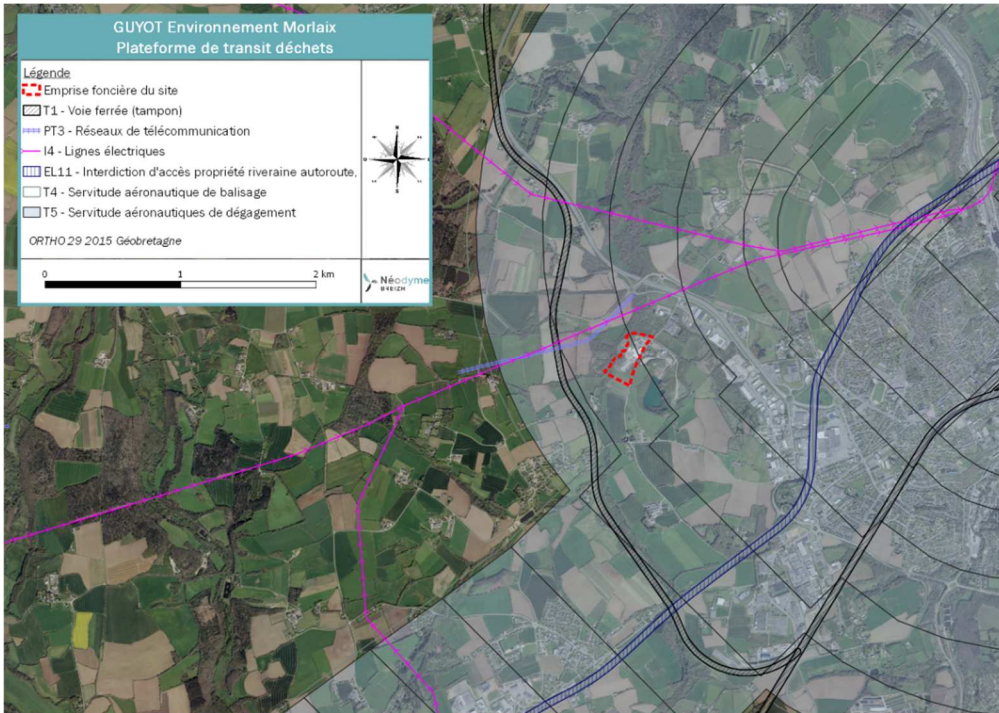 GUYOT Environnement Morlaix
Plateforme de transit déchets
Légende
Emprise foncière du site
T1 - Voie ferrée (tampon)
PT3 - Réseaux de télécommunication
I4 - Lignes électriques
EL11 - Interdiction d'accès propriété riveraine autoroute,
T4 - Servitude aéronautique de balisage
T5 - Servitude aéronautiques de dégagement
ORTHO 29 2015 Géobretagne
0 1 2 km
Néodyme
BREIZH